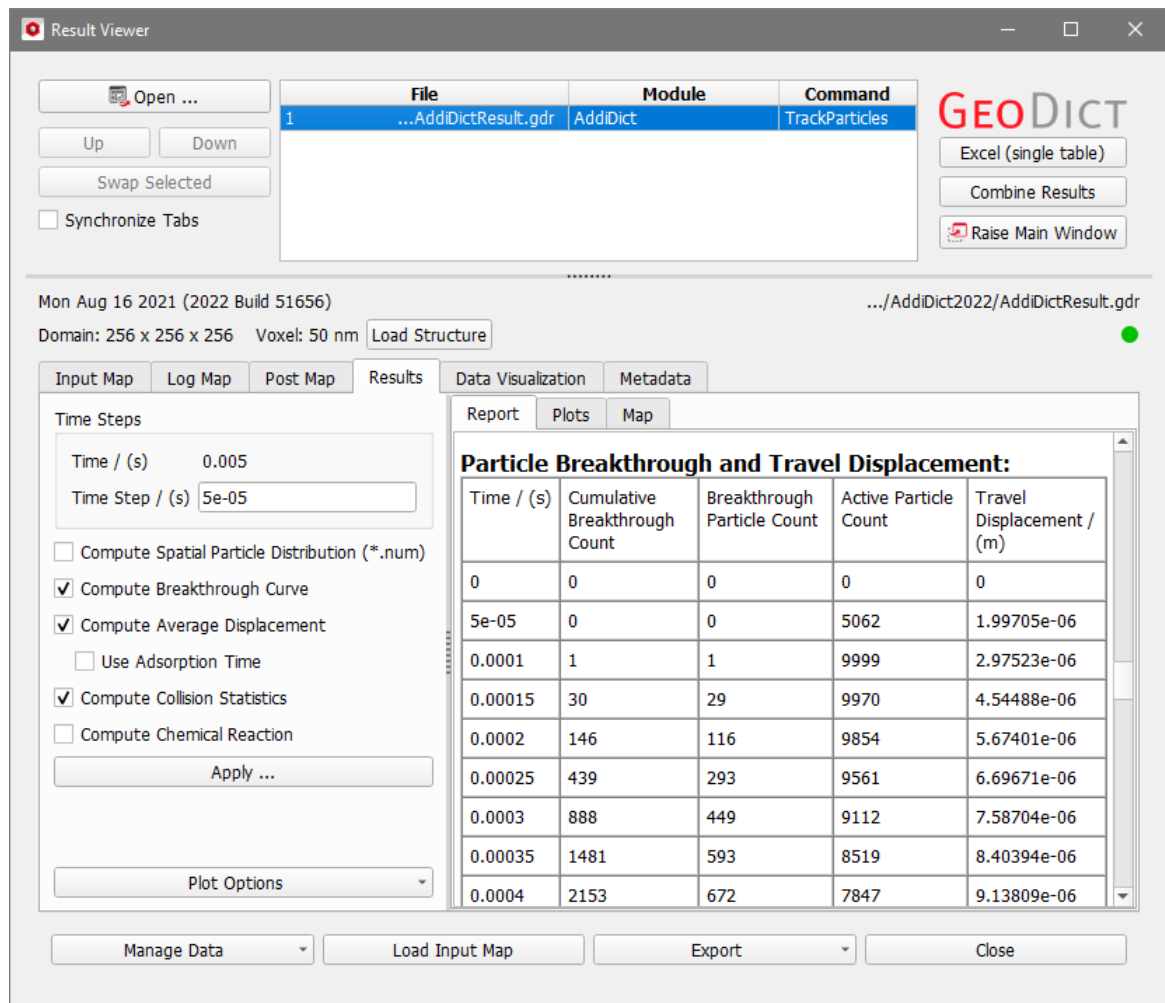 Result Viewer
Open ...
Up Down
Swap Selected
Synchronize Tabs
File Module Command
1 ...AddiDictResult.gdr AddiDict TrackParticles
GEODICT
Excel (single table)
Combine Results
Raise Main Window
Mon Aug 16 2021 (2022 Build 51656) .../AddiDict2022/AddiDictResult.gdr
Domain: 256 x 256 x 256 Voxel: 50 nm Load Structure
Input Map Log Map Post Map Results Data Visualization Metadata
Time Steps
Time / (s) 0.005
Time Step / (s) 5e-05
Compute Spatial Particle Distribution (*.num)
Compute Breakthrough Curve
Compute Average Displacement
Use Adsorption Time
Compute Collision Statistics
Compute Chemical Reaction
Apply ...
Plot Options
Report Plots Map
Particle Breakthrough and Travel Displacement:
Time / (s) Cumulative Breakthrough Active Particle Travel
Breakthrough Particle Count Count Displacement /
Count (m)
0 0 0 0 0
5e-05 0 0 5062 1.99705e-06
0.0001 1 1 9999 2.97523e-06
0.00015 30 29 9970 4.54488e-06
0.0002 146 116 9854 5.67401e-06
0.00025 439 293 9561 6.69671e-06
0.0003 888 449 9112 7.58704e-06
0.00035 1481 593 8519 8.40394e-06
0.0004 2153 672 7847 9.13809e-06
Manage Data Load Input Map Export Close